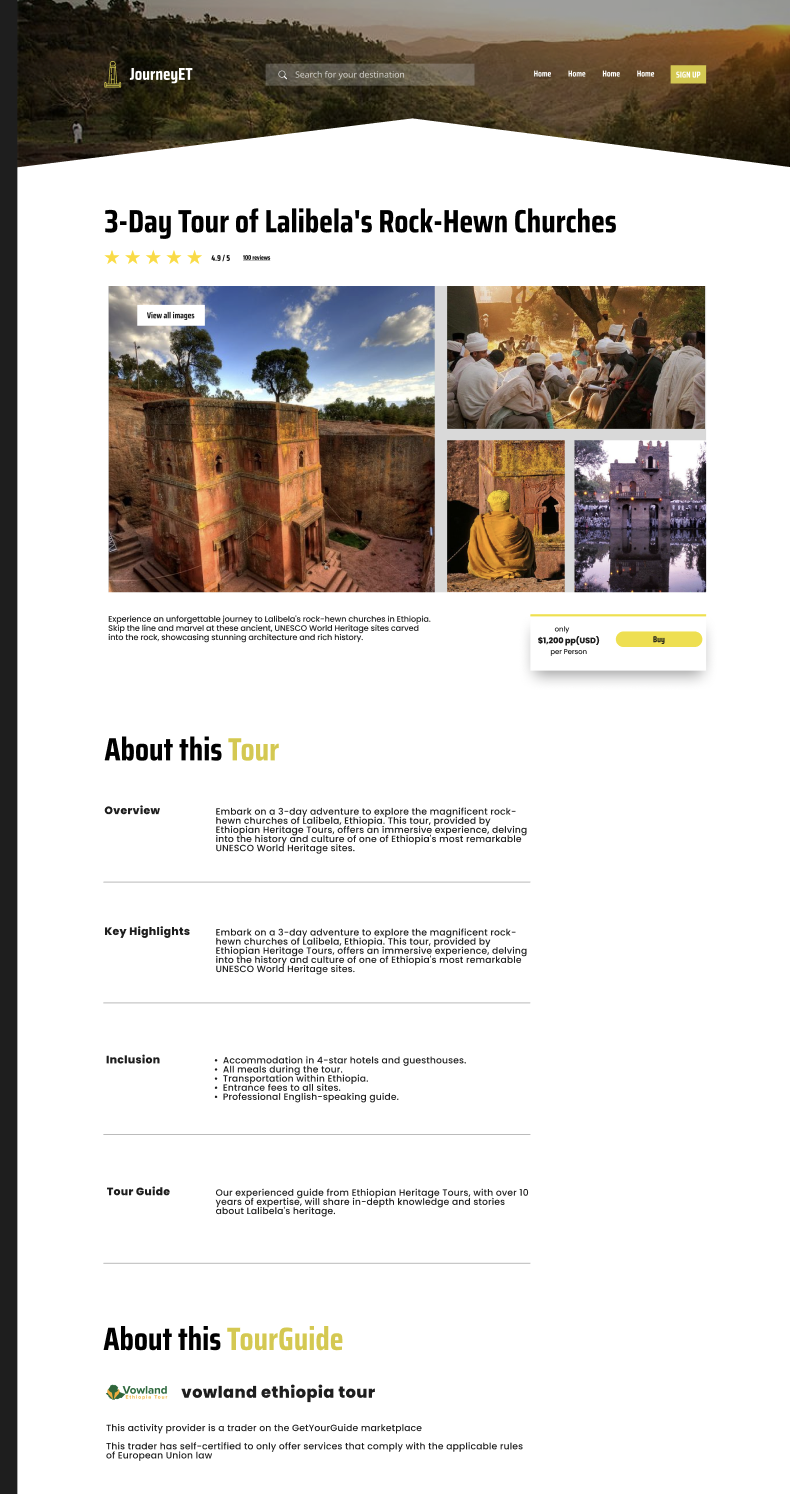 JourneyET
Search for your destination
Home
Home
Home
Home
SIGN UP
3-Day Tour of Lalibela's Rock-Hewn Churches
4.9 / 5
100 reviews
View all images
Experience an unforgettable journey to Lalibela's rock-hewn churches in Ethiopia.
Skip the line and marvel at these ancient, UNESCO World Heritage sites carved
into the rock, showcasing stunning architecture and rich history.
only
$1,200 pp(USD)
per Person
Buy
About this Tour
Overview
Embark on a 3-day adventure to explore the magnificent rock-
hewn churches of Lalibela, Ethiopia. This tour, provided by
Ethiopian Heritage Tours, offers an immersive experience, delving
into the history and culture of one of Ethiopia's most remarkable
UNESCO World Heritage sites.
Key Highlights
Embark on a 3-day adventure to explore the magnificent rock-
hewn churches of Lalibela, Ethiopia. This tour, provided by
Ethiopian Heritage Tours, offers an immersive experience, delving
into the history and culture of one of Ethiopia's most remarkable
UNESCO World Heritage sites.
Inclusion
• Accommodation in 4-star hotels and guesthouses.
• All meals during the tour.
• Transportation within Ethiopia.
• Entrance fees to all sites.
• Professional English-speaking guide.
Tour Guide
Our experienced guide from Ethiopian Heritage Tours, with over 10
years of expertise, will share in-depth knowledge and stories
about Lalibela's heritage.
About this TourGuide
Vowland
Ethiopia Tour
vowland ethiopia tour
This activity provider is a trader on the GetYourGuide marketplace
This trader has self-certified to only offer services that comply with the applicable rules
of European Union law